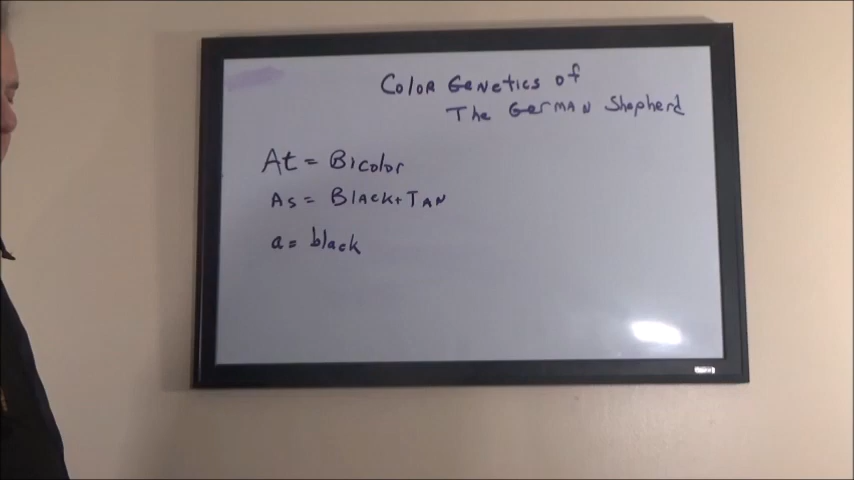 Color Genetics of
The German Shepherd
At = Bicolor
As = Black + Tan
a = black